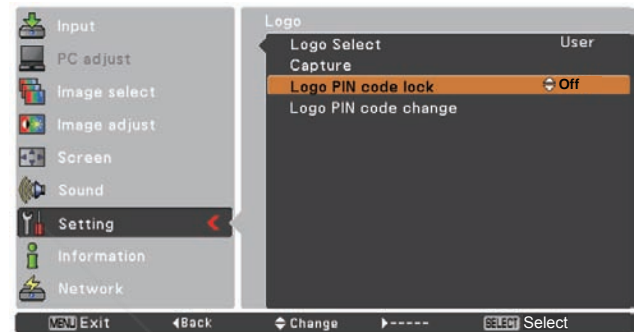 Input
PC adjust
Image select
Image adjust
Screen
Sound
Setting
Information
Network
Logo
Logo Select User
Capture
Logo PIN code lock Off
Logo PIN code change
MENU Exit Back Change ----- SELECT Select